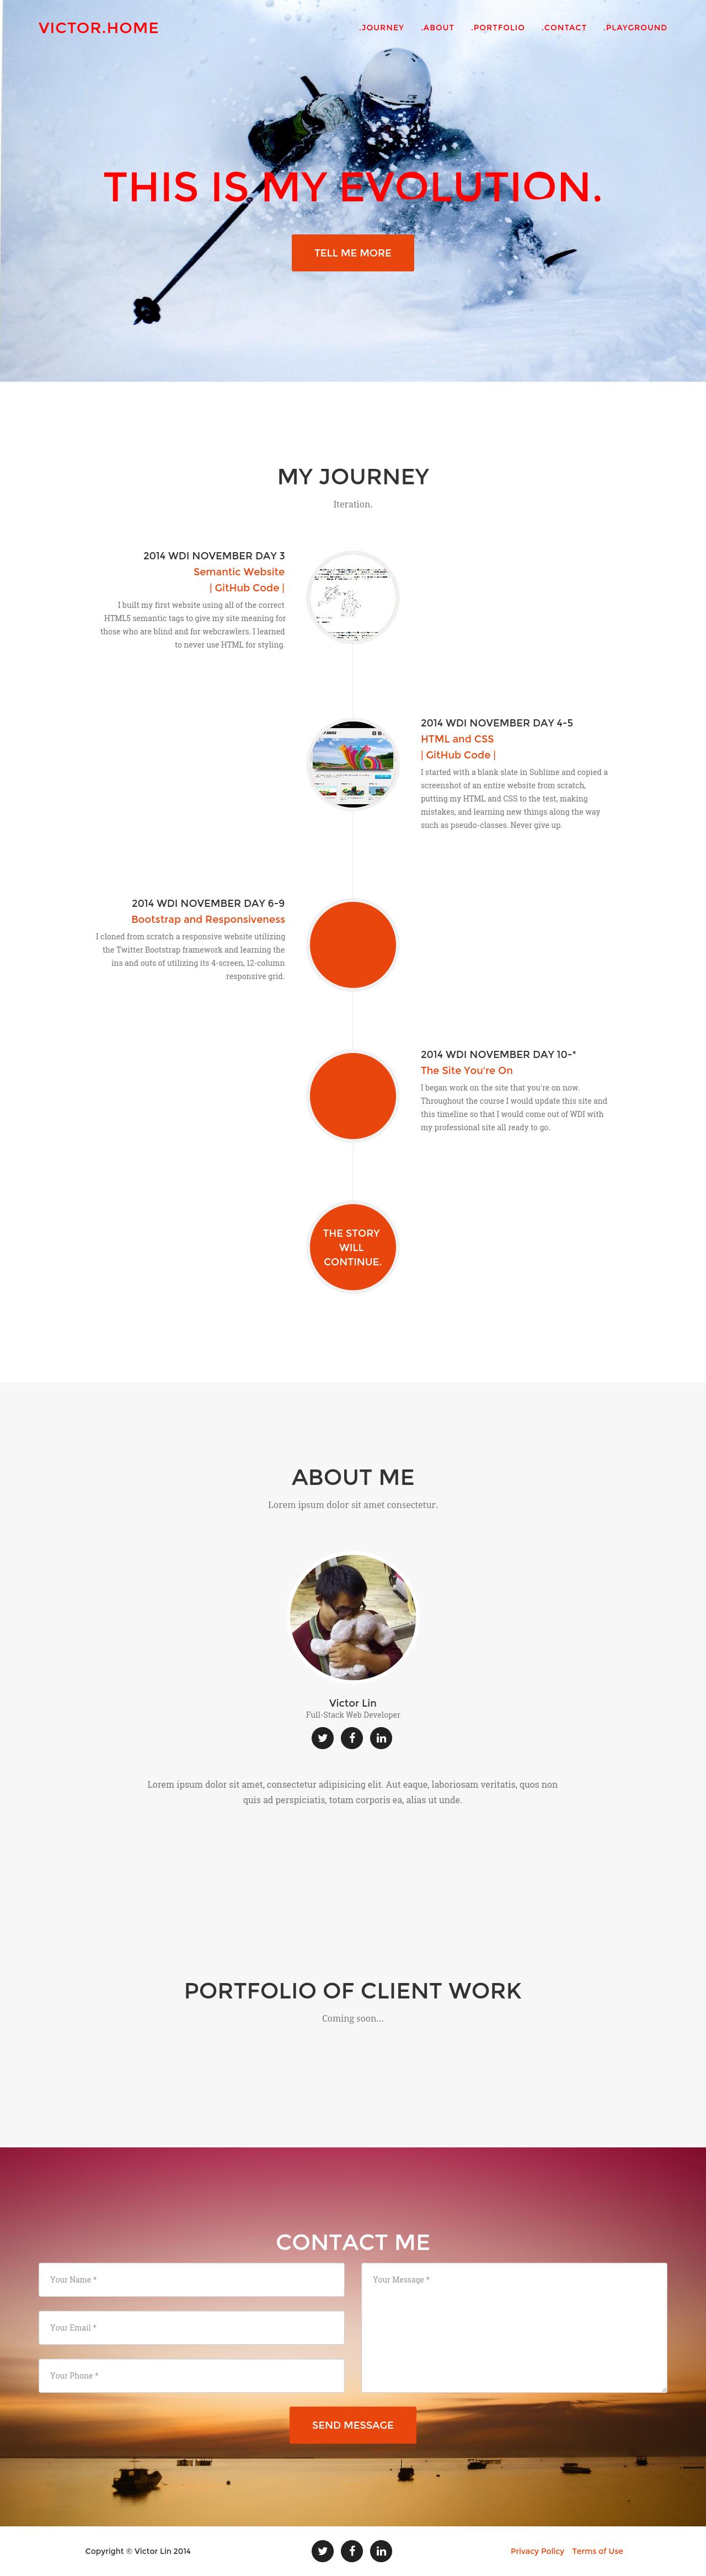 VICTOR.HOME
.JOURNEY .ABOUT .PORTFOLIO .CONTACT .PLAYGROUND
THIS IS MY EVOLUTION.
TELL ME MORE
MY JOURNEY
Iteration.
2014 WDI NOVEMBER DAY 3
Semantic Website
| GitHub Code |
I built my first website using all of the correct
HTML5 semantic tags to give my site meaning for
those who are blind and for webcrawlers. I learned
to never use HTML for styling.
2014 WDI NOVEMBER DAY 4-5
HTML and CSS
| GitHub Code |
I started with a blank slate in Sublime and copied a
screenshot of an entire website from scratch,
putting my HTML and CSS to the test, making
mistakes, and learning new things along the way
such as pseudo-classes. Never give up.
2014 WDI NOVEMBER DAY 6-9
Bootstrap and Responsiveness
I cloned from scratch a responsive website utilizing
the Twitter Bootstrap framework and learning the
ins and outs of utilizing its 4-screen, 12-column
responsive grid.
2014 WDI NOVEMBER DAY 10-*
The Site You're On
I began work on the site that you're on now.
Throughout the course I would update this site and
this timeline so that I would come out of WDI with
my professional site all ready to go.
THE STORY
WILL
CONTINUE.
ABOUT ME
Lorem ipsum dolor sit amet consectetur.
Victor Lin
Full-Stack Web Developer
Lorem ipsum dolor sit amet, consectetur adipisicing elit. Aut eaque, laboriosam veritatis, quos non
quis ad perspiciatis, totam corporis ea, alias ut unde.
PORTFOLIO OF CLIENT WORK
Coming soon...
CONTACT ME
Your Name *
Your Message *
Your Email *
Your Phone *
SEND MESSAGE
Copyright © Victor Lin 2014
Privacy Policy Terms of Use